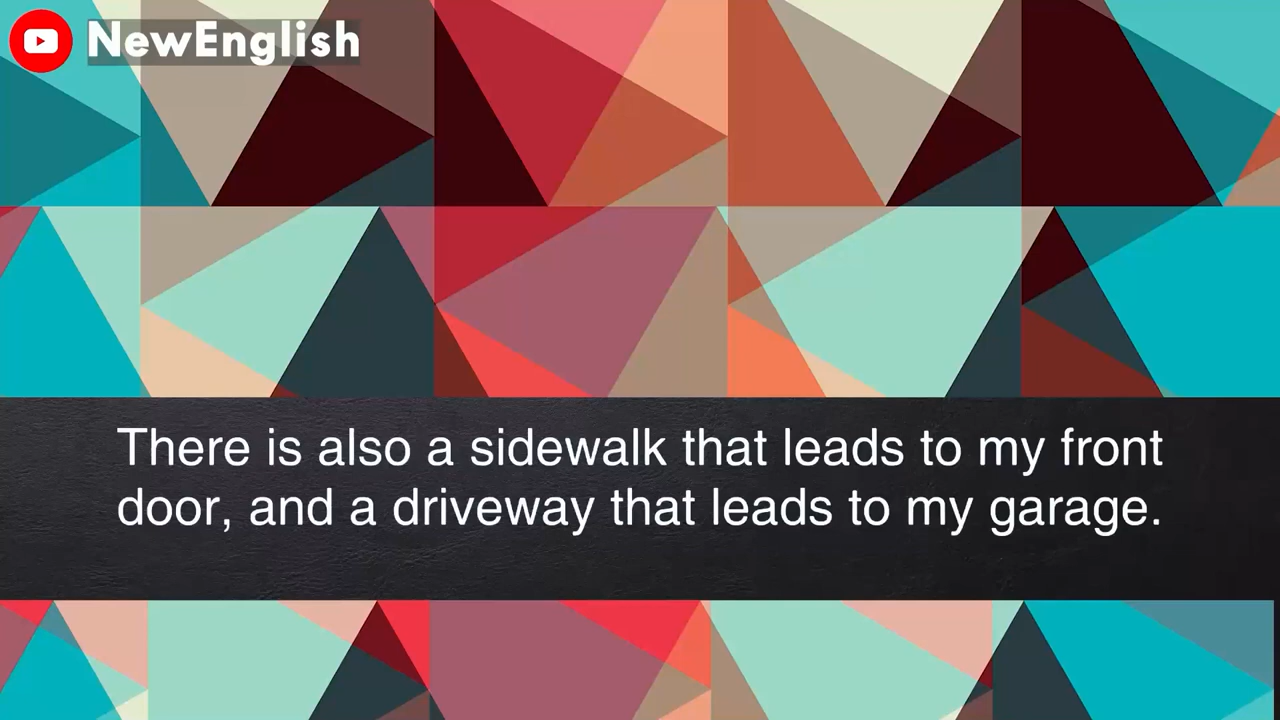 NewEnglish
There is also a sidewalk that leads to my front
door, and a driveway that leads to my garage.